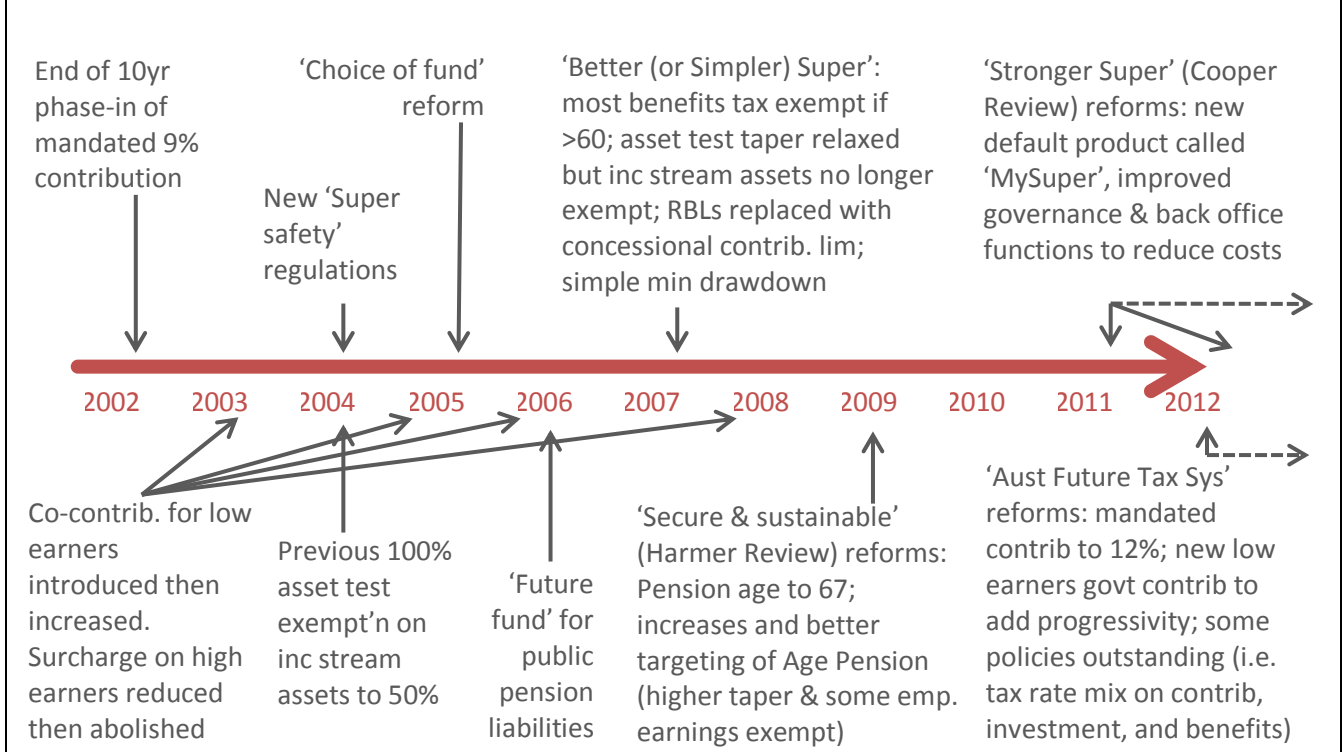 End of 10yr
phase-in of
mandated 9%
contribution
‘Choice of fund’
reform
New ‘Super
safety’
regulations
‘Better (or Simpler) Super’:
most benefits tax exempt if
>60; asset test taper relaxed
but inc stream assets no longer
exempt; RBLs replaced with
concessional contrib. lim;
simple min drawdown
‘Stronger Super’ (Cooper
Review) reforms: new
default product called
‘MySuper’, improved
governance & back office
functions to reduce costs
2002 2003 2004 2005 2006 2007 2008 2009 2010 2011 2012
Co-contrib. for low
earners
introduced then
increased.
Surcharge on high
earners reduced
then abolished
Previous 100%
asset test
exempt’n on
inc stream
assets to 50%
‘Future
fund’ for
public
pension
liabilities
‘Secure & sustainable’
(Harmer Review) reforms:
Pension age to 67;
increases and better
targeting of Age Pension
(higher taper & some emp.
earnings exempt)
‘Aust Future Tax Sys’
reforms: mandated
contrib to 12%; new low
earners govt contrib to
add progressivity; some
policies outstanding (i.e.
tax rate mix on contrib,
investment, and benefits)